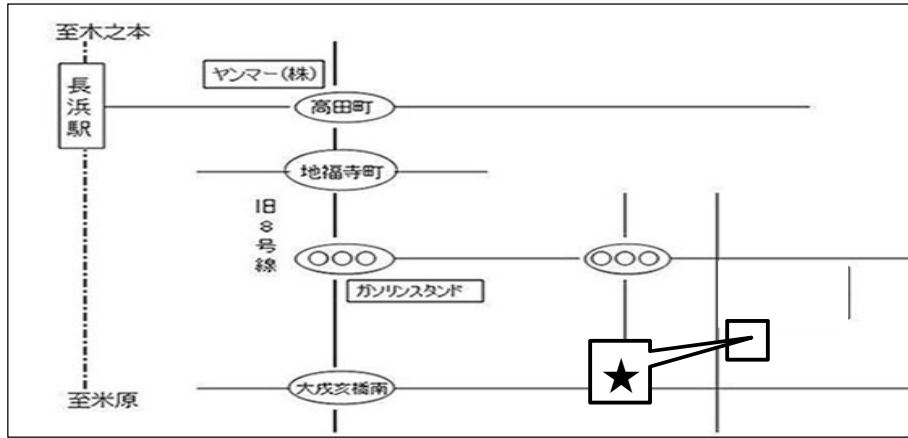 至木之本
ヤンマー(株)
長浜駅
高田町
地福寺町
旧8号線
○○○
○○○
ガソリンスタンド
★
大戌亥橋南
至米原